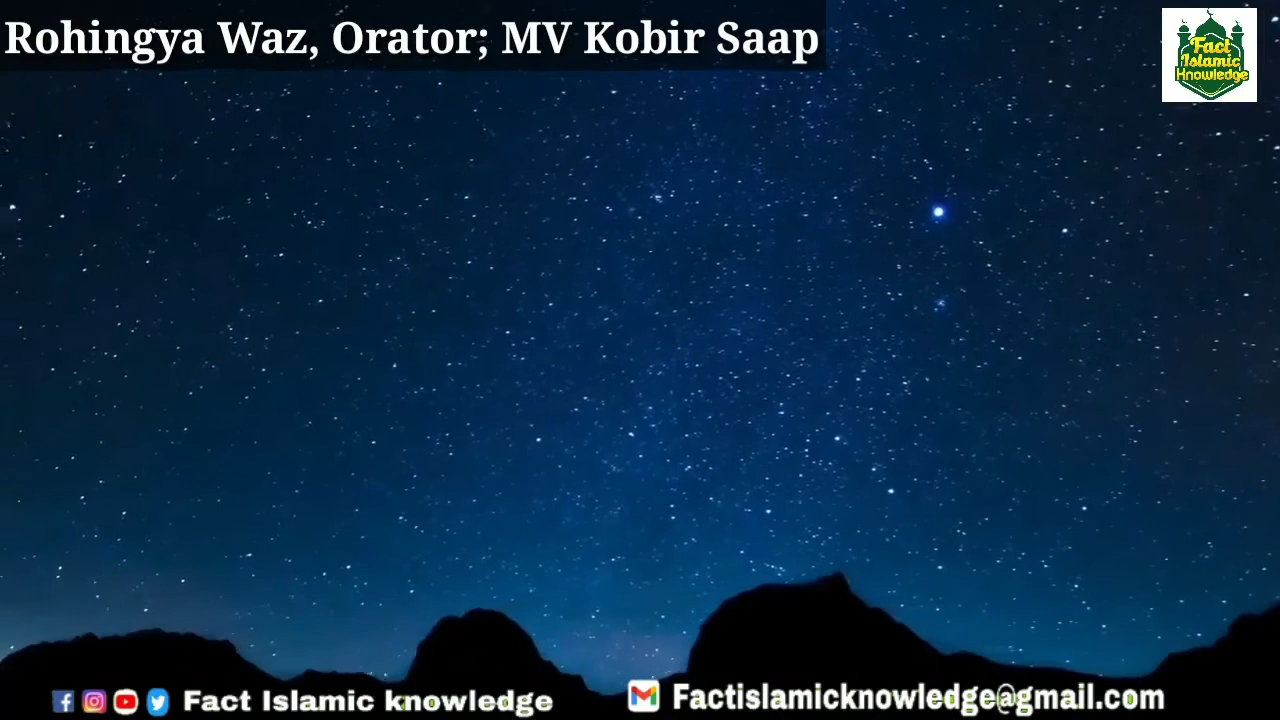 Rohingya Waz, Orator; MV Kobir Saap
Fact
Islamic
Knowledge
Fact Islamic knowledge
Factislamicknowledge@gmail.com